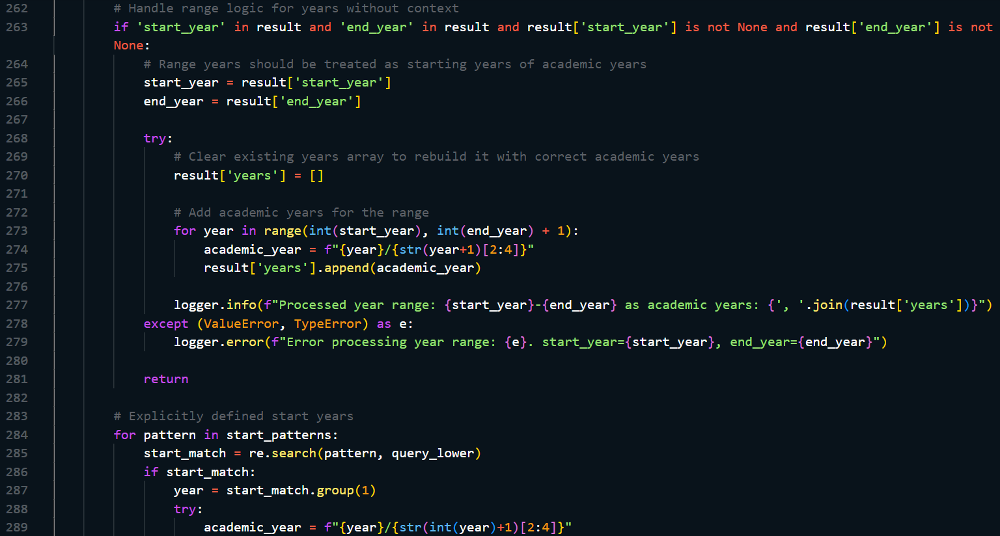 262 # Handle range logic for years without context
263 if 'start_year' in result and 'end_year' in result and result['start_year'] is not None and result['end_year'] is not
None:
264 # Range years should be treated as starting years of academic years
265 start_year = result['start_year']
266 end_year = result['end_year']
267
268 try:
269 # Clear existing years array to rebuild it with correct academic years
270 result['years'] = []
271
272 # Add academic years for the range
273 for year in range(int(start_year), int(end_year) + 1):
274 academic_year = f"{year}/{str(year+1)[2:4]}"
275 result['years'].append(academic_year)
276
277 logger.info(f"Processed year range: {start_year}-{end_year} as academic years: {', '.join(result['years'])}")
278 except (ValueError, TypeError) as e:
279 logger.error(f"Error processing year range: {e}. start_year={start_year}, end_year={end_year}")
280
281 return
282
283 # Explicitly defined start years
284 for pattern in start_patterns:
285 start_match = re.search(pattern, query_lower)
286 if start_match:
287 year = start_match.group(1)
288 try:
289 academic_year = f"{year}/{str(int(year)+1)[2:4]}"